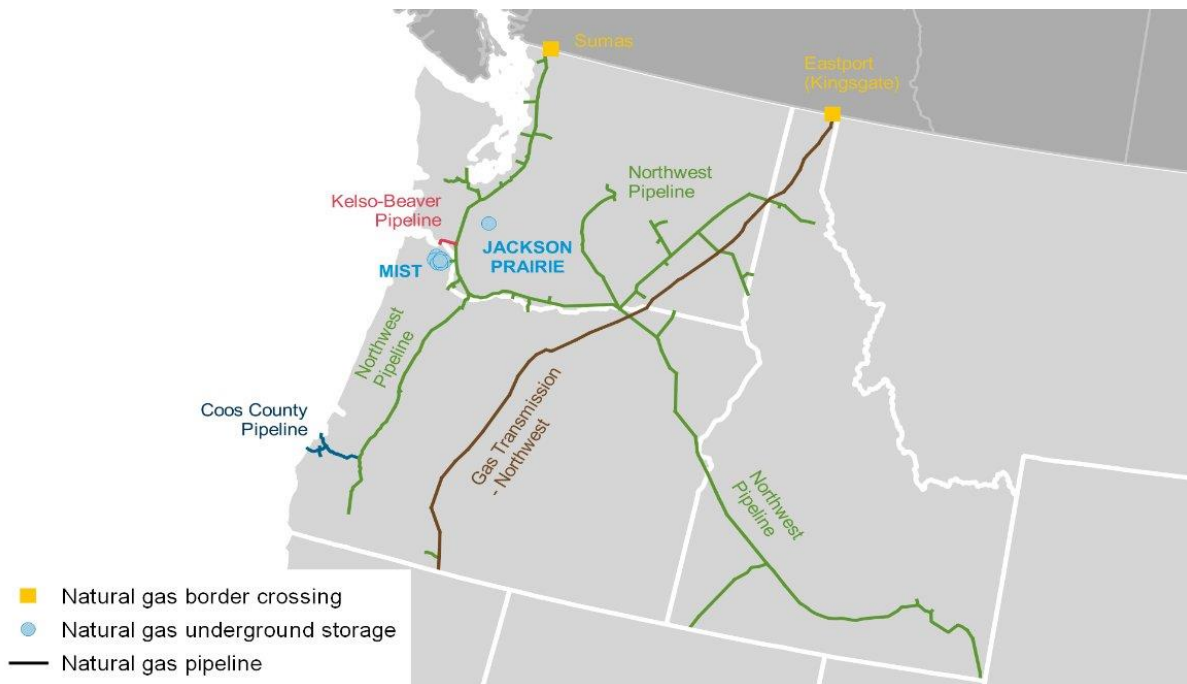 Sumas
Eastport
(Kingsgate)
Northwest
Pipeline
Kelso-Beaver
Pipeline
JACKSON
PRAIRIE
MIST
Northwest
Pipeline
Coos County
Pipeline
Gas Transmission
- Northwest
Northwest
Pipeline
Natural gas border crossing
Natural gas underground storage
Natural gas pipeline